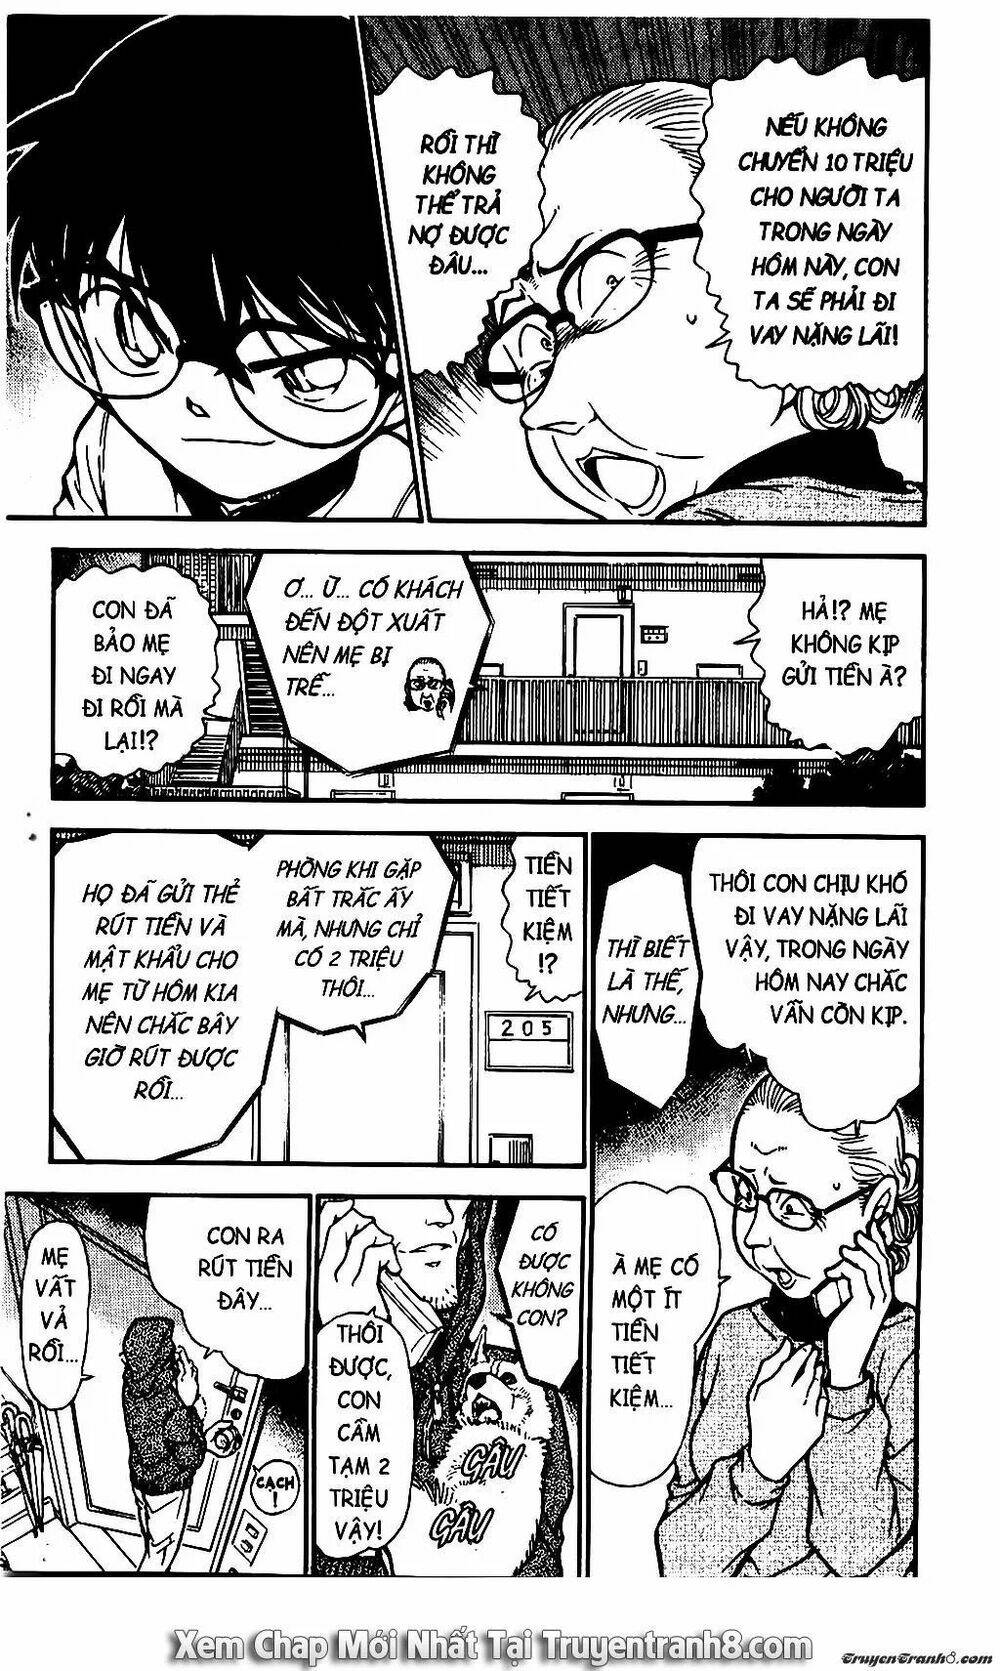 NẾU KHÔNG
CHUYỂN 10 TRIỆU
CHO NGƯỜI TA
TRONG NGÀY
HÔM NÀY, CON
TA SẼ PHẢI ĐI
VAY NẶNG LÃI!
RỒI THÌ
KHÔNG
THỂ TRẢ
NỢ ĐƯỢC
ĐÂU...
HẢ!? MẸ
KHÔNG KỊP
GỬI TIỀN À?
Ơ... Ừ... CÓ KHÁCH
ĐẾN ĐỘT XUẤT
NÊN MẸ BỊ
TRỄ...
CON ĐÃ
BẢO MẸ
ĐI NGAY
ĐI RỒI MÀ
LẠI!?
THÔI CON CHỊU KHÓ
ĐI VAY NẶNG LÃI
VẬY, TRONG NGÀY
HÔM NAY CHẮC
VẪN CÒN KỊP.
THÌ BIẾT
LÀ THẾ,
NHƯNG...
À MẸ CÓ
MỘT ÍT
TIỀN
TIẾT
KIỆM...
TIỀN
TIẾT
KIỆM
!?
PHÒNG KHI GẶP
BẤT TRẮC ẤY
MÀ, NHƯNG CHỈ
CÓ 2 TRIỆU
THÔI...
HỌ ĐÃ GỬI THẺ
RÚT TIỀN VÀ
MẬT KHẨU CHO
MẸ TỪ HÔM KIA
NÊN CHẮC BÂY
GIỜ RÚT ĐƯỢC
RỒI...
205
CÓ
ĐƯỢC
KHÔNG
CON?
THÔI
ĐƯỢC,
CON
CẦM
TẠM 2
TRIỆU
VẬY!
GÂU
GÂU
CON RA
RÚT TIỀN
ĐÂY...
MẸ
VẤT
VẢ
RỒI...
CẠCH
!
Xem Chap Mới Nhất Tại Truyentranh8.com
TruyenTranh8.com